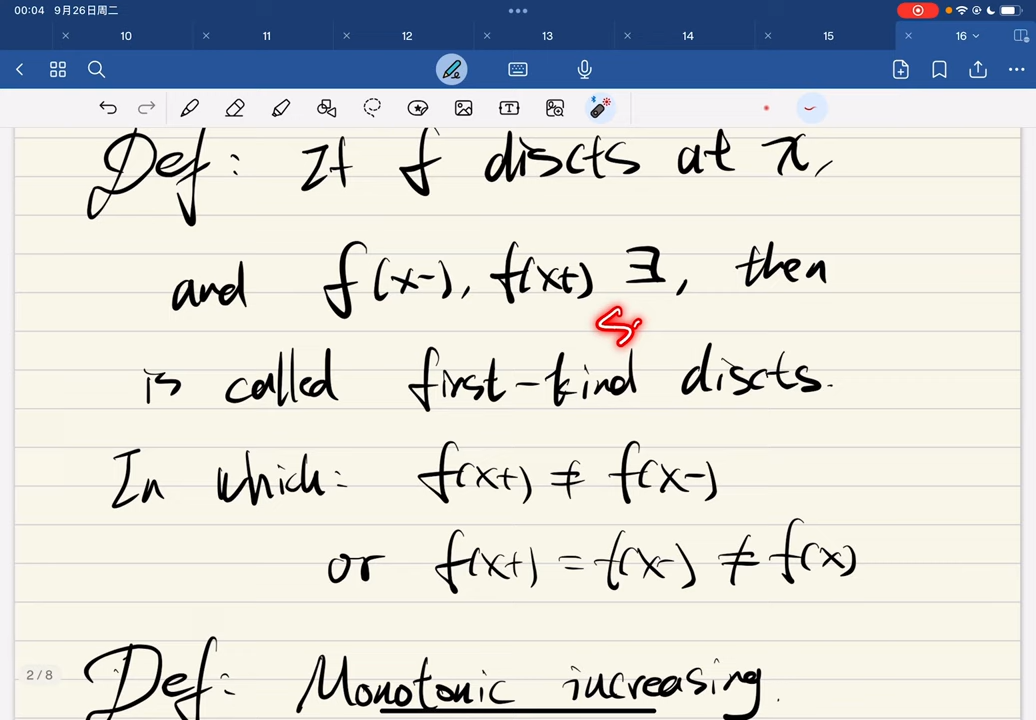 00:04 9月26日周二
10 11 12 13 14 15 16
Def: If f discts at x,
and f(x-), f(x+) ∃, then
is called first-kind discts.
In which: f(x+) ≠ f(x-)
or f(x+) = f(x-) ≠ f(x)
2/8
Def: Monotonic increasing.